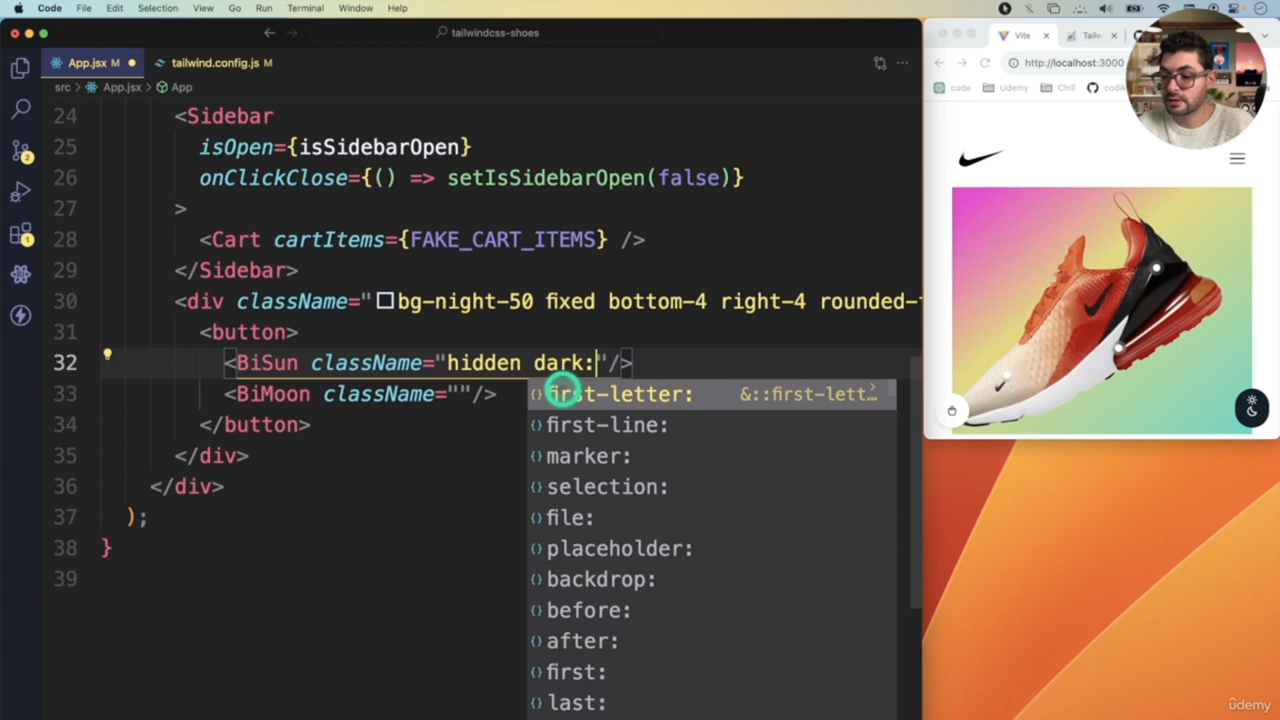 Code File Edit Selection View Go Run Terminal Window Help
tailwindcss-shoes
App.jsx M
tailwind.config.js M
src > App.jsx > App
24 <Sidebar
25 isOpen={isSidebarOpen}
26 onClickClose={() => setIsSidebarOpen(false)}
27 >
28 <Cart cartItems={FAKE_CART_ITEMS} />
29 </Sidebar>
30 <div className="bg-night-50 fixed bottom-4 right-4 rounded-
31 <button>
32 <BiSun className="hidden dark:"/>
33 <BiMoon className=""/>
34 </button>
35 </div>
36 </div>
37 );
38 }
39
first-letter: &::first-lett…
first-line:
marker:
selection:
file:
placeholder:
backdrop:
before:
after:
first:
last:
2
1
Vite
Tailw
http://localhost:3000
code Udemy Chill
ûdemy